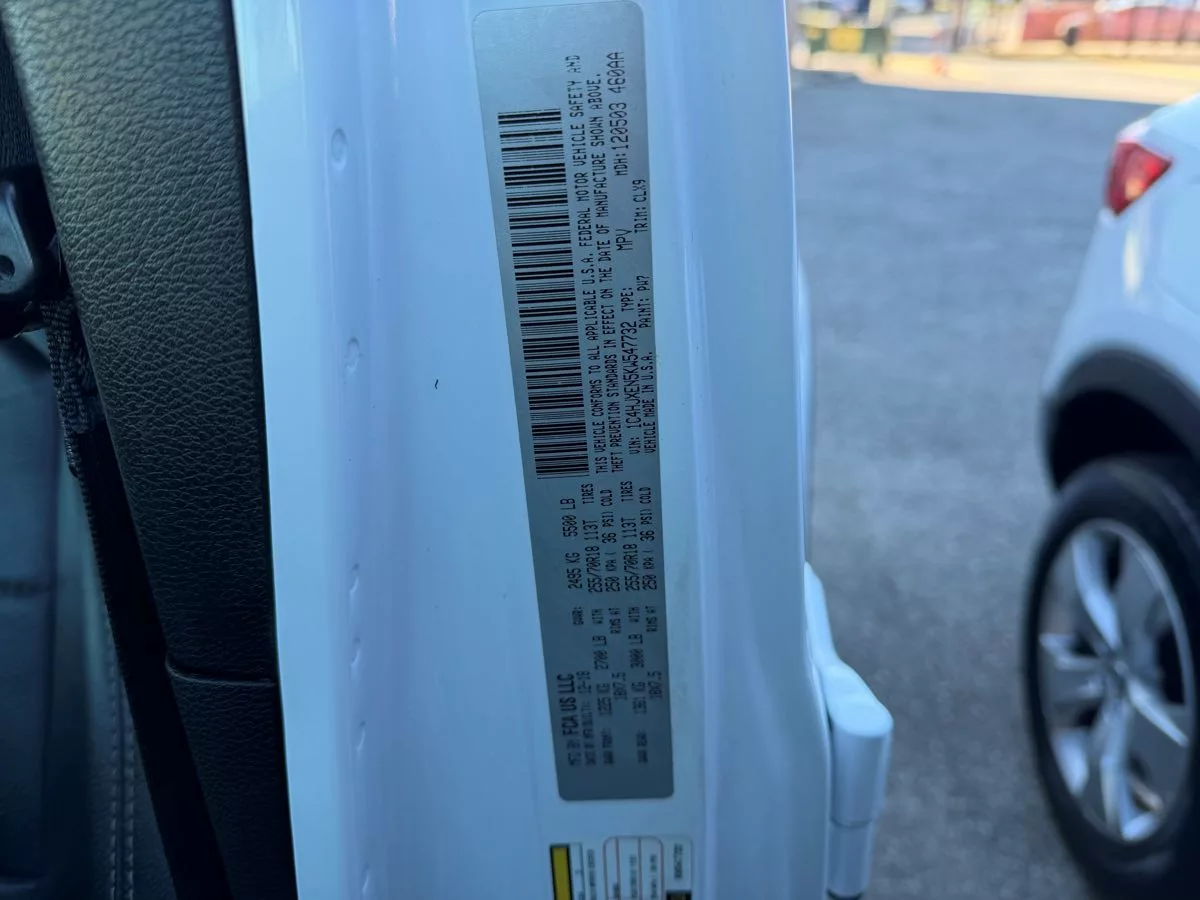 MFD BY FCA US LLC
DATE OF MFR 12-18 GVWR: 2495 KG 5500 LB
GAWR FRONT: 1225 KG 2700 LB WITH 255/70R18 113T TIRES
18X7.5 RIMS AT 250 KPA ( 36 PSI) COLD
GAWR REAR: 1361 KG 3000 LB WITH 255/70R18 113T TIRES
18X7.5 RIMS AT 250 KPA ( 36 PSI) COLD
THIS VEHICLE CONFORMS TO ALL APPLICABLE U.S.A. FEDERAL MOTOR VEHICLE SAFETY AND
THEFT PREVENTION STANDARDS IN EFFECT ON THE DATE OF MANUFACTURE SHOWN ABOVE.
VIN: 1C4HJXEN5KW547732 TYPE: MPV MDH: 120503 460AA
VEHICLE MADE IN U.S.A. PAINT: PW7 TRIM: CLX9